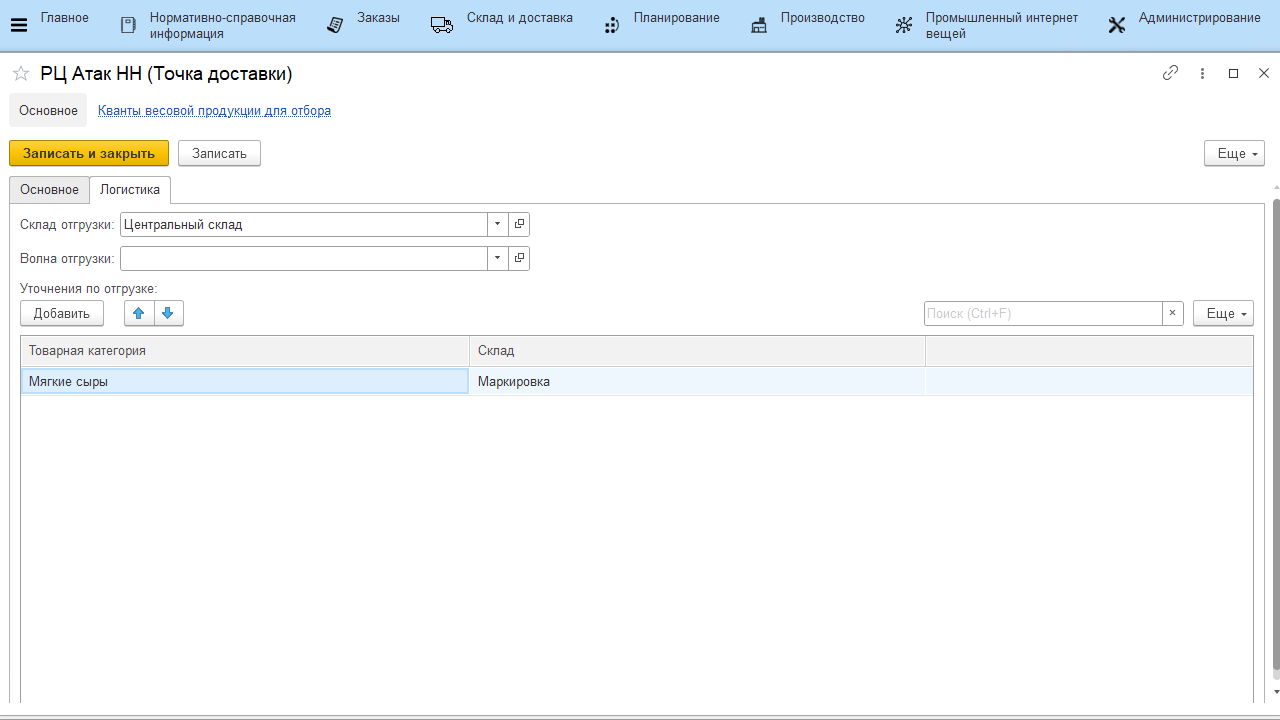 Главное
Нормативно-справочная
информация
Заказы
Склад и доставка
Планирование
Производство
Промышленный интернет
вещей
Администрирование
РЦ Атак НН (Точка доставки)
Основное
Кванты весовой продукции для отбора
Записать и закрыть
Записать
Еще
Основное
Логистика
Склад отгрузки:
Центральный склад
Волна отгрузки:
Уточнения по отгрузке:
Добавить
Поиск (Ctrl+F)
×
Еще
Товарная категория
Склад
Мягкие сыры
Маркировка